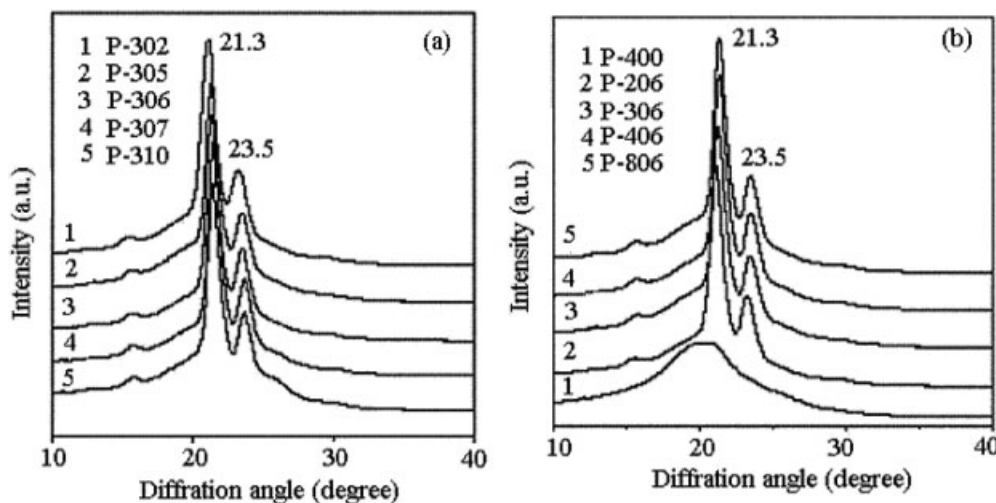 (a)
21.3
1 P-302
2 P-305
3 P-306
4 P-307
5 P-310
23.5
1
2
3
4
5
Intensity (a.u.)
10 20 30 40
Diffration angle (degree)
(b)
21.3
1 P-400
2 P-206
3 P-306
4 P-406
5 P-806
23.5
5
4
3
2
1
Intensity (a.u.)
10 20 30 40
Diffration angle (degree)